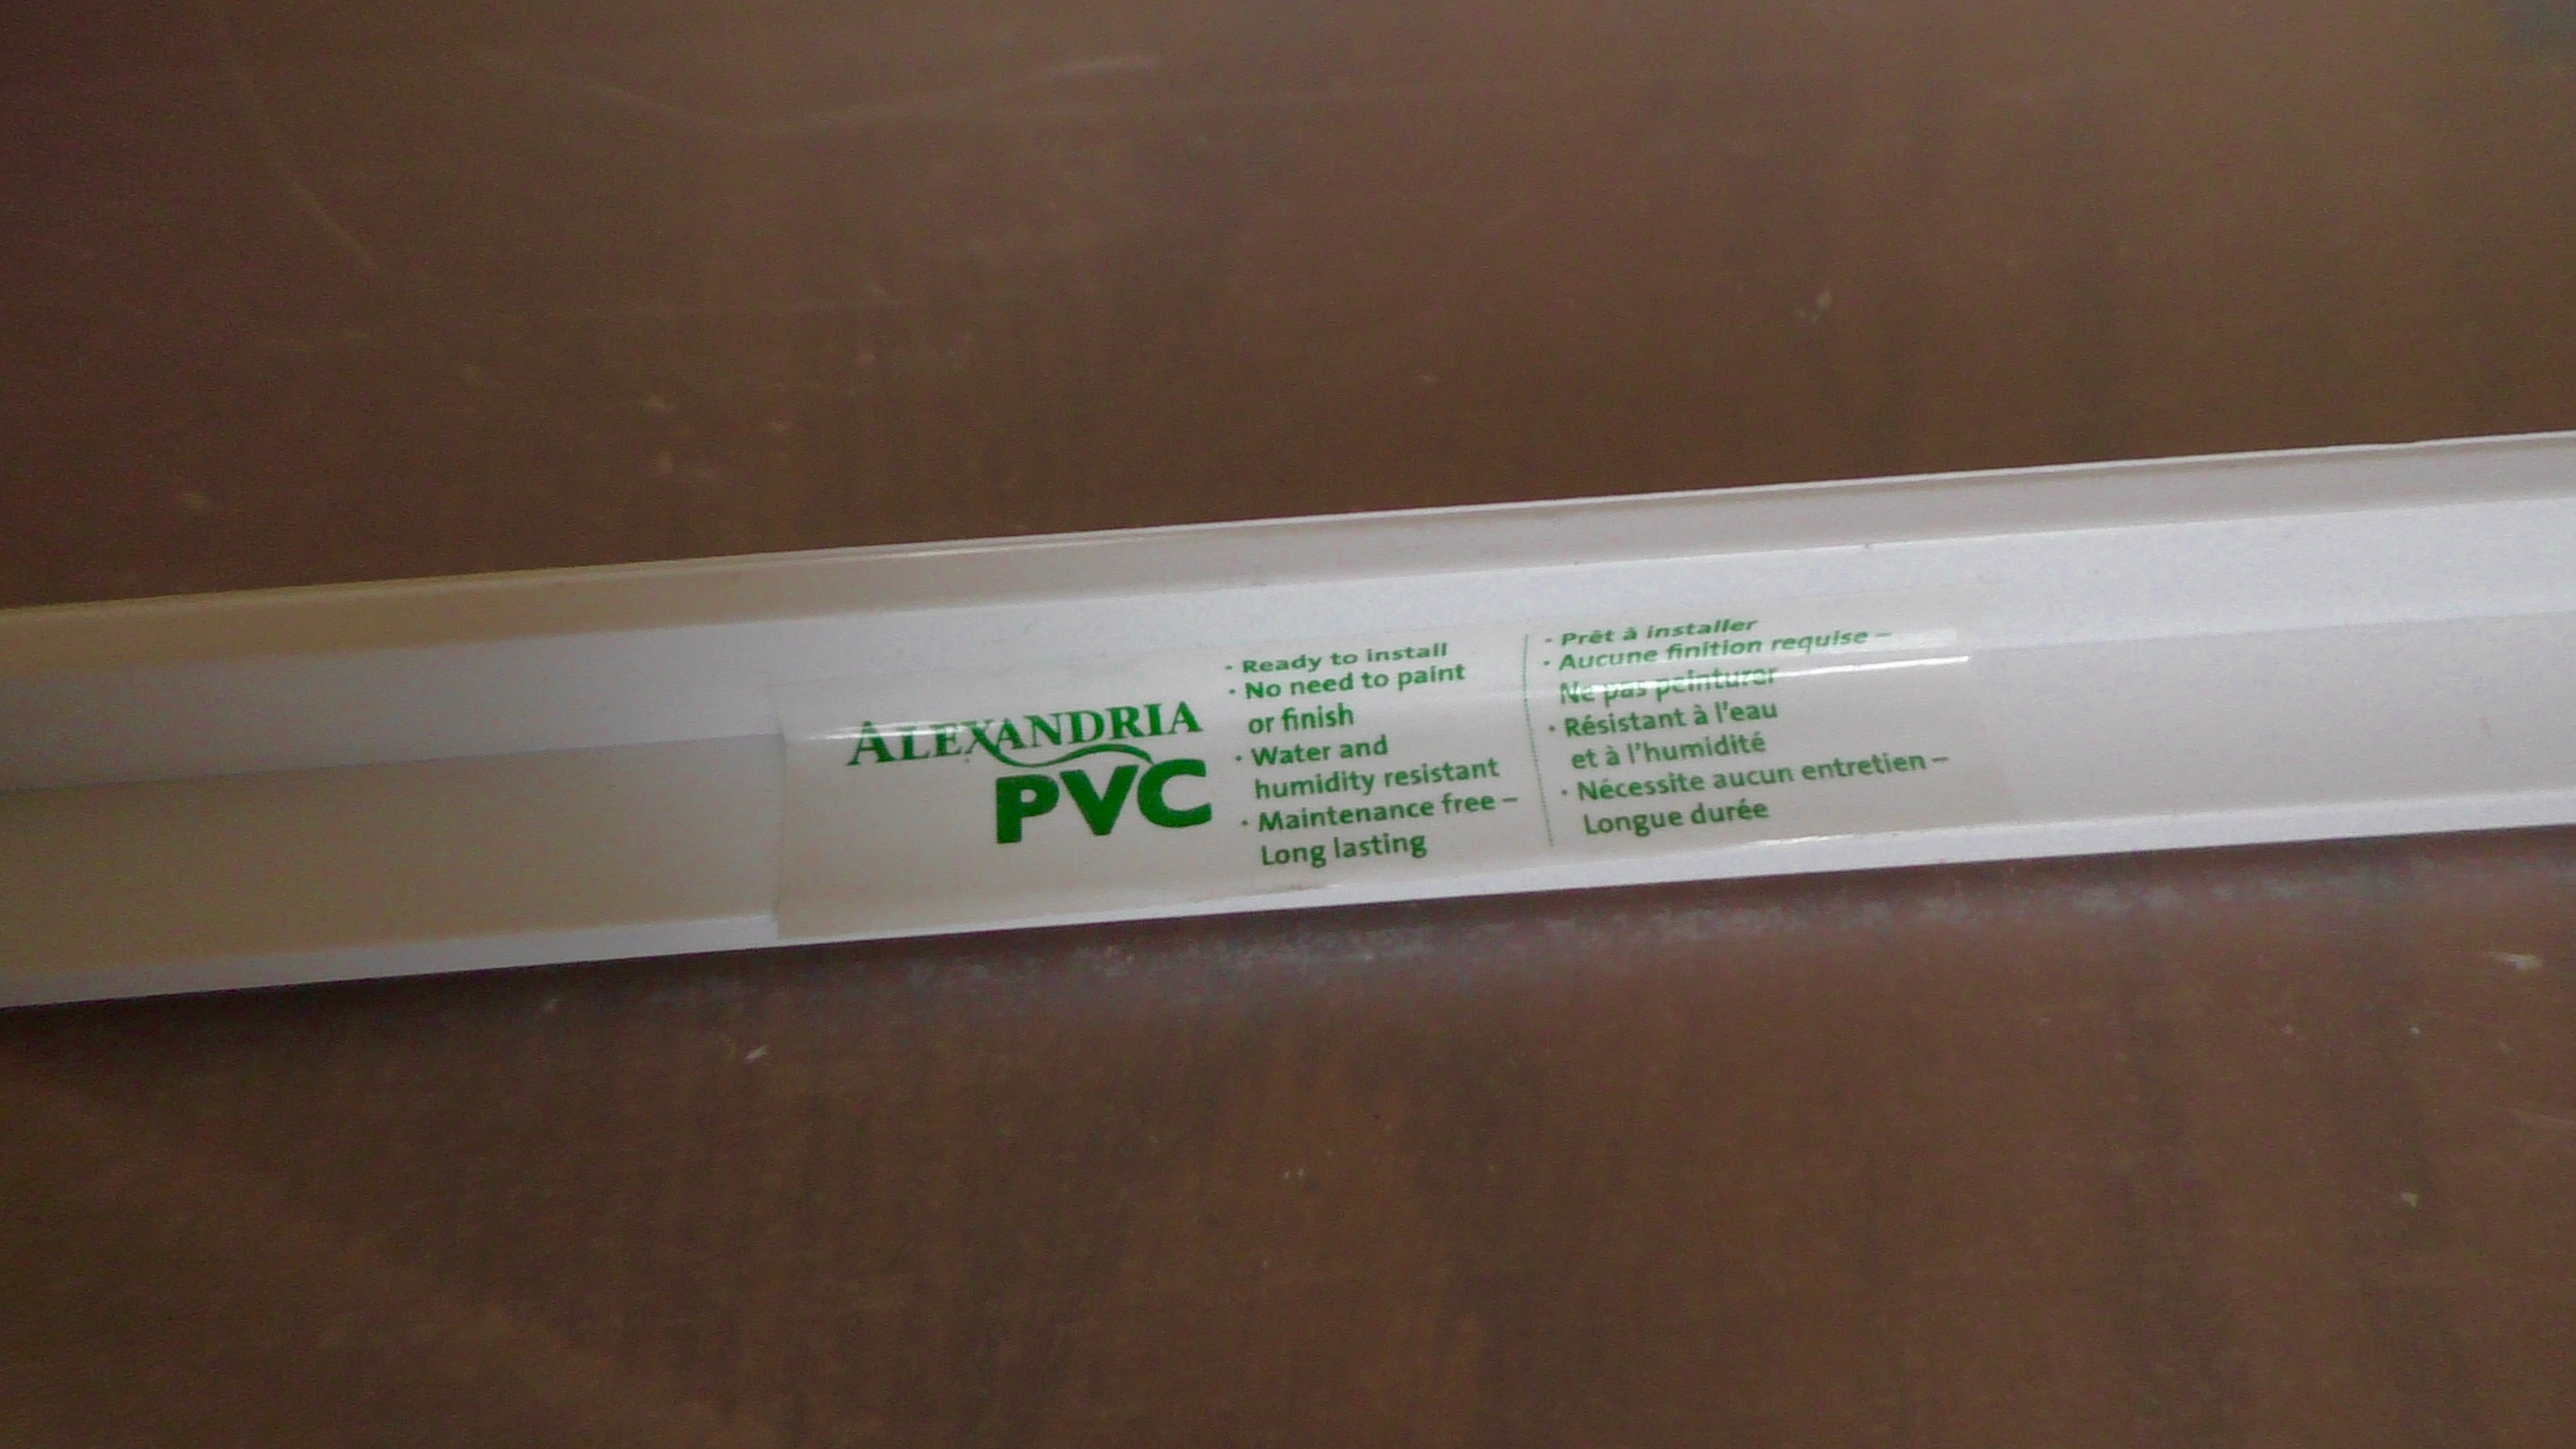 ALEXANDRIA
PVC
· Ready to install
· No need to paint
or finish
· Water and
humidity resistant
· Maintenance free –
Long lasting
· Prêt à installer
· Aucune finition requise –
Ne pas peinturer
· Résistant à l'eau
et à l'humidité
· Nécessite aucun entretien –
Longue durée